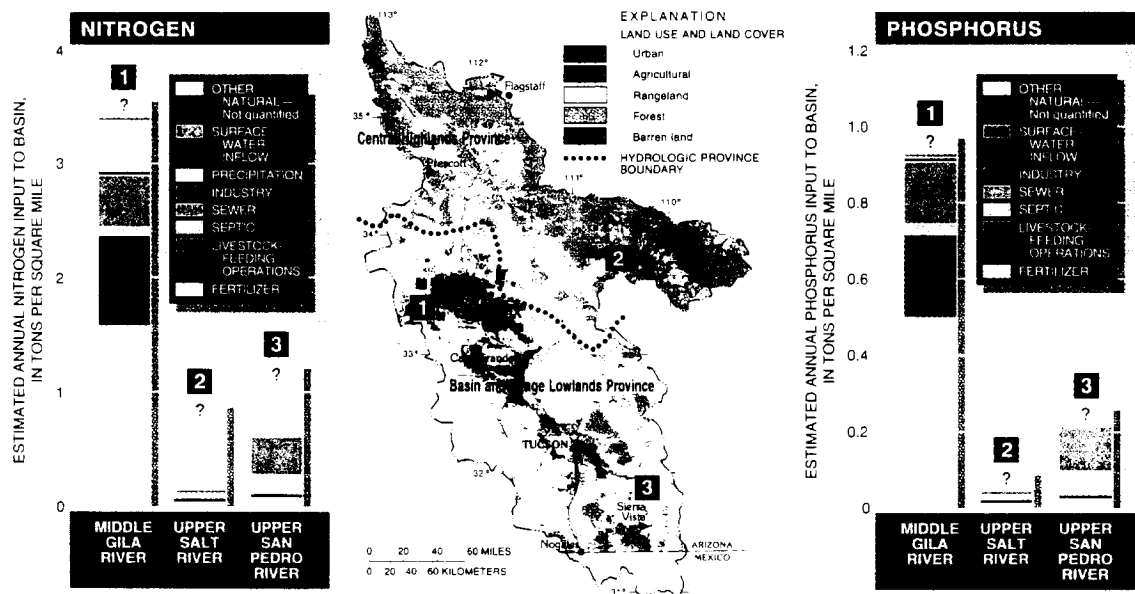 NITROGEN
ESTIMATED ANNUAL NITROGEN INPUT TO BASIN,
IN TONS PER SQUARE MILE
4
3
2
1
0
1
?
2
?
3
?
OTHER
NATURAL—
Not quantified
SURFACE-
WATER
INFLOW
PRECIPITATION
INDUSTRY
SEWER
SEPTIC
LIVESTOCK-
FEEDING
OPERATIONS
FERTILIZER
MIDDLE
GILA
RIVER
UPPER
SALT
RIVER
UPPER
SAN
PEDRO
RIVER
EXPLANATION
LAND USE AND LAND COVER
Urban
Agricultural
Rangeland
Forest
Barren land
HYDROLOGIC PROVINCE
BOUNDARY
113°
112°
Flagstaff
35°
Central Highlands Province
Prescott
111°
110°
34°
2
1
33°
Basin and Province
TUCSON
32°
3
Sierra
Vista
Nogales
ARIZONA
MEXICO
0 20 40 60 MILES
0 20 40 60 KILOMETERS
PHOSPHORUS
ESTIMATED ANNUAL PHOSPHORUS INPUT TO BASIN,
IN TONS PER SQUARE MILE
1.2
1.0
0.8
0.6
0.4
0.2
0
1
?
2
?
3
?
OTHER
NATURAL—
Not quantified
SURFACE-
WATER
INFLOW
INDUSTRY
SEWER
SEPTIC
LIVESTOCK-
FEEDING
OPERATIONS
FERTILIZER
MIDDLE
GILA
RIVER
UPPER
SALT
RIVER
UPPER
SAN
PEDRO
RIVER